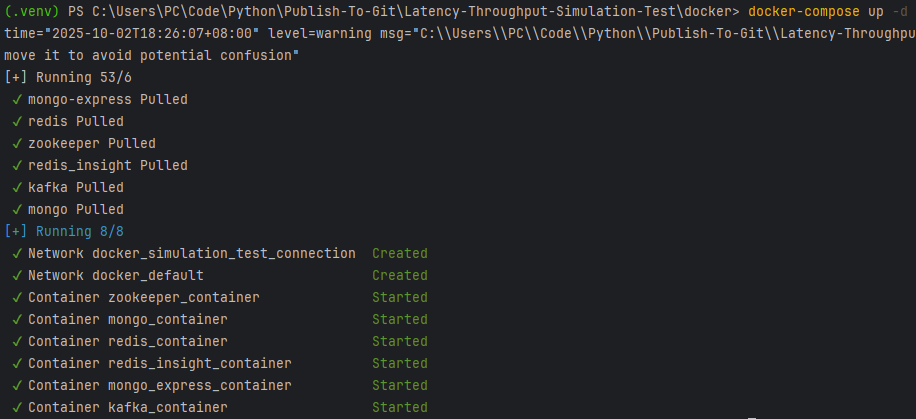 (.venv) PS C:\Users\PC\Code\Python\Publish-To-Git\Latency-Throughput-Simulation-Test\docker> docker-compose up -d
time="2025-10-02T18:26:07+08:00" level=warning msg="C:\\Users\\PC\\Code\\Python\\Publish-To-Git\\Latency-Throughpu
move it to avoid potential confusion"
[+] Running 53/6
✓ mongo-express Pulled
✓ redis Pulled
✓ zookeeper Pulled
✓ redis_insight Pulled
✓ kafka Pulled
✓ mongo Pulled
[+] Running 8/8
✓ Network docker_simulation_test_connection Created
✓ Network docker_default Created
✓ Container zookeeper_container Started
✓ Container mongo_container Started
✓ Container redis_container Started
✓ Container redis_insight_container Started
✓ Container mongo_express_container Started
✓ Container kafka_container Started